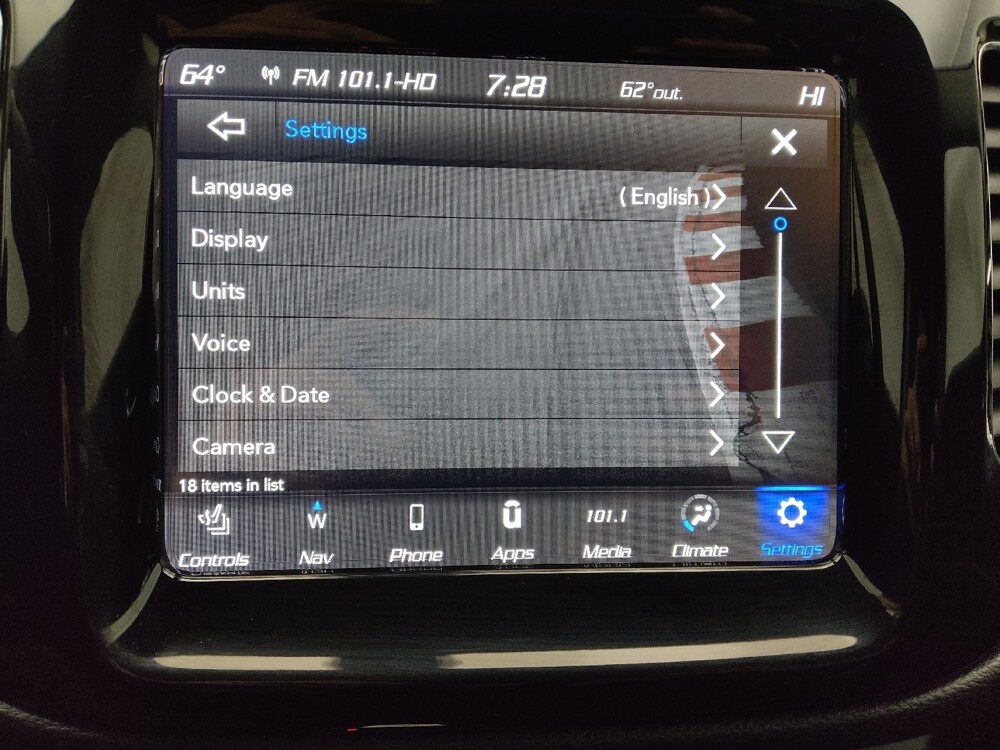 64° FM 101.1-HD 7:28 62°out. HI
Settings
Language ( English )
Display
Units
Voice
Clock & Date
Camera
18 items in list
W 101.1
Controls Nav Phone Apps Media Climate Settings